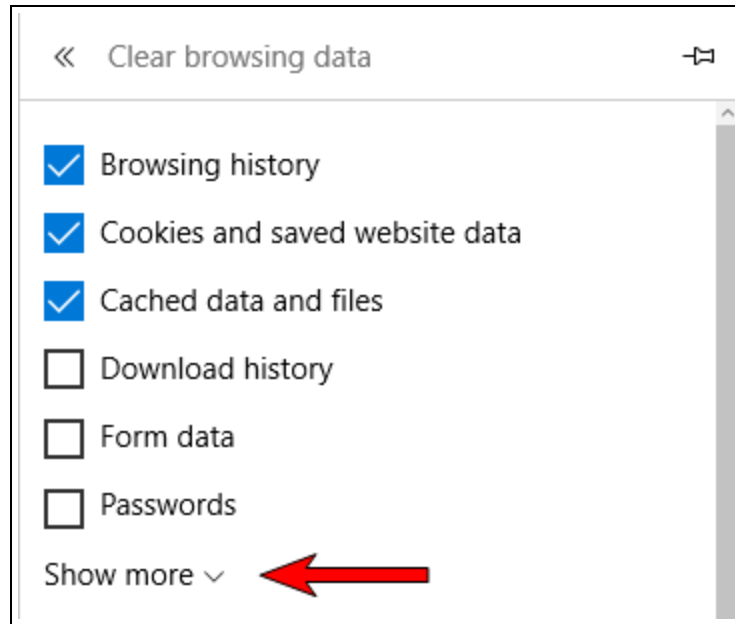 Clear browsing data
Browsing history
Cookies and saved website data
Cached data and files
Download history
Form data
Passwords
Show more